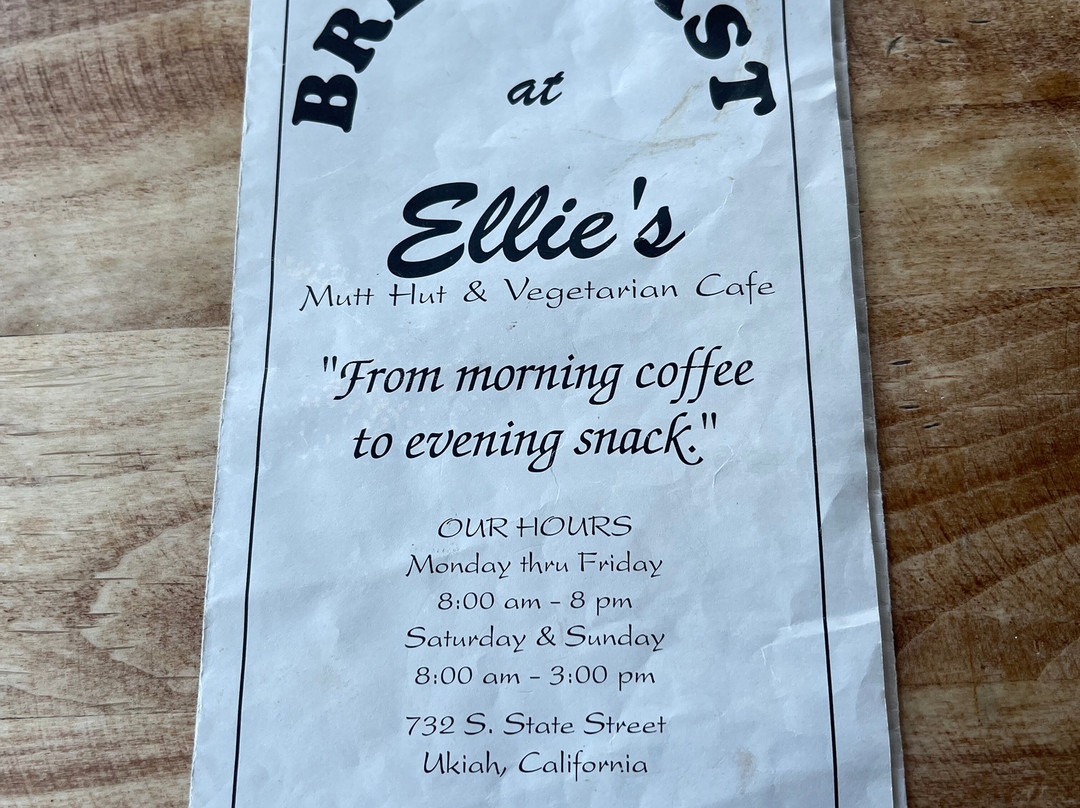 BREAKFAST
at
Ellie's
Mutt Hut & Vegetarian Cafe
"From morning coffee
to evening snack."
OUR HOURS
Monday thru Friday
8:00 am - 8 pm
Saturday & Sunday
8:00 am - 3:00 pm
732 S. State Street
Ukiah, California